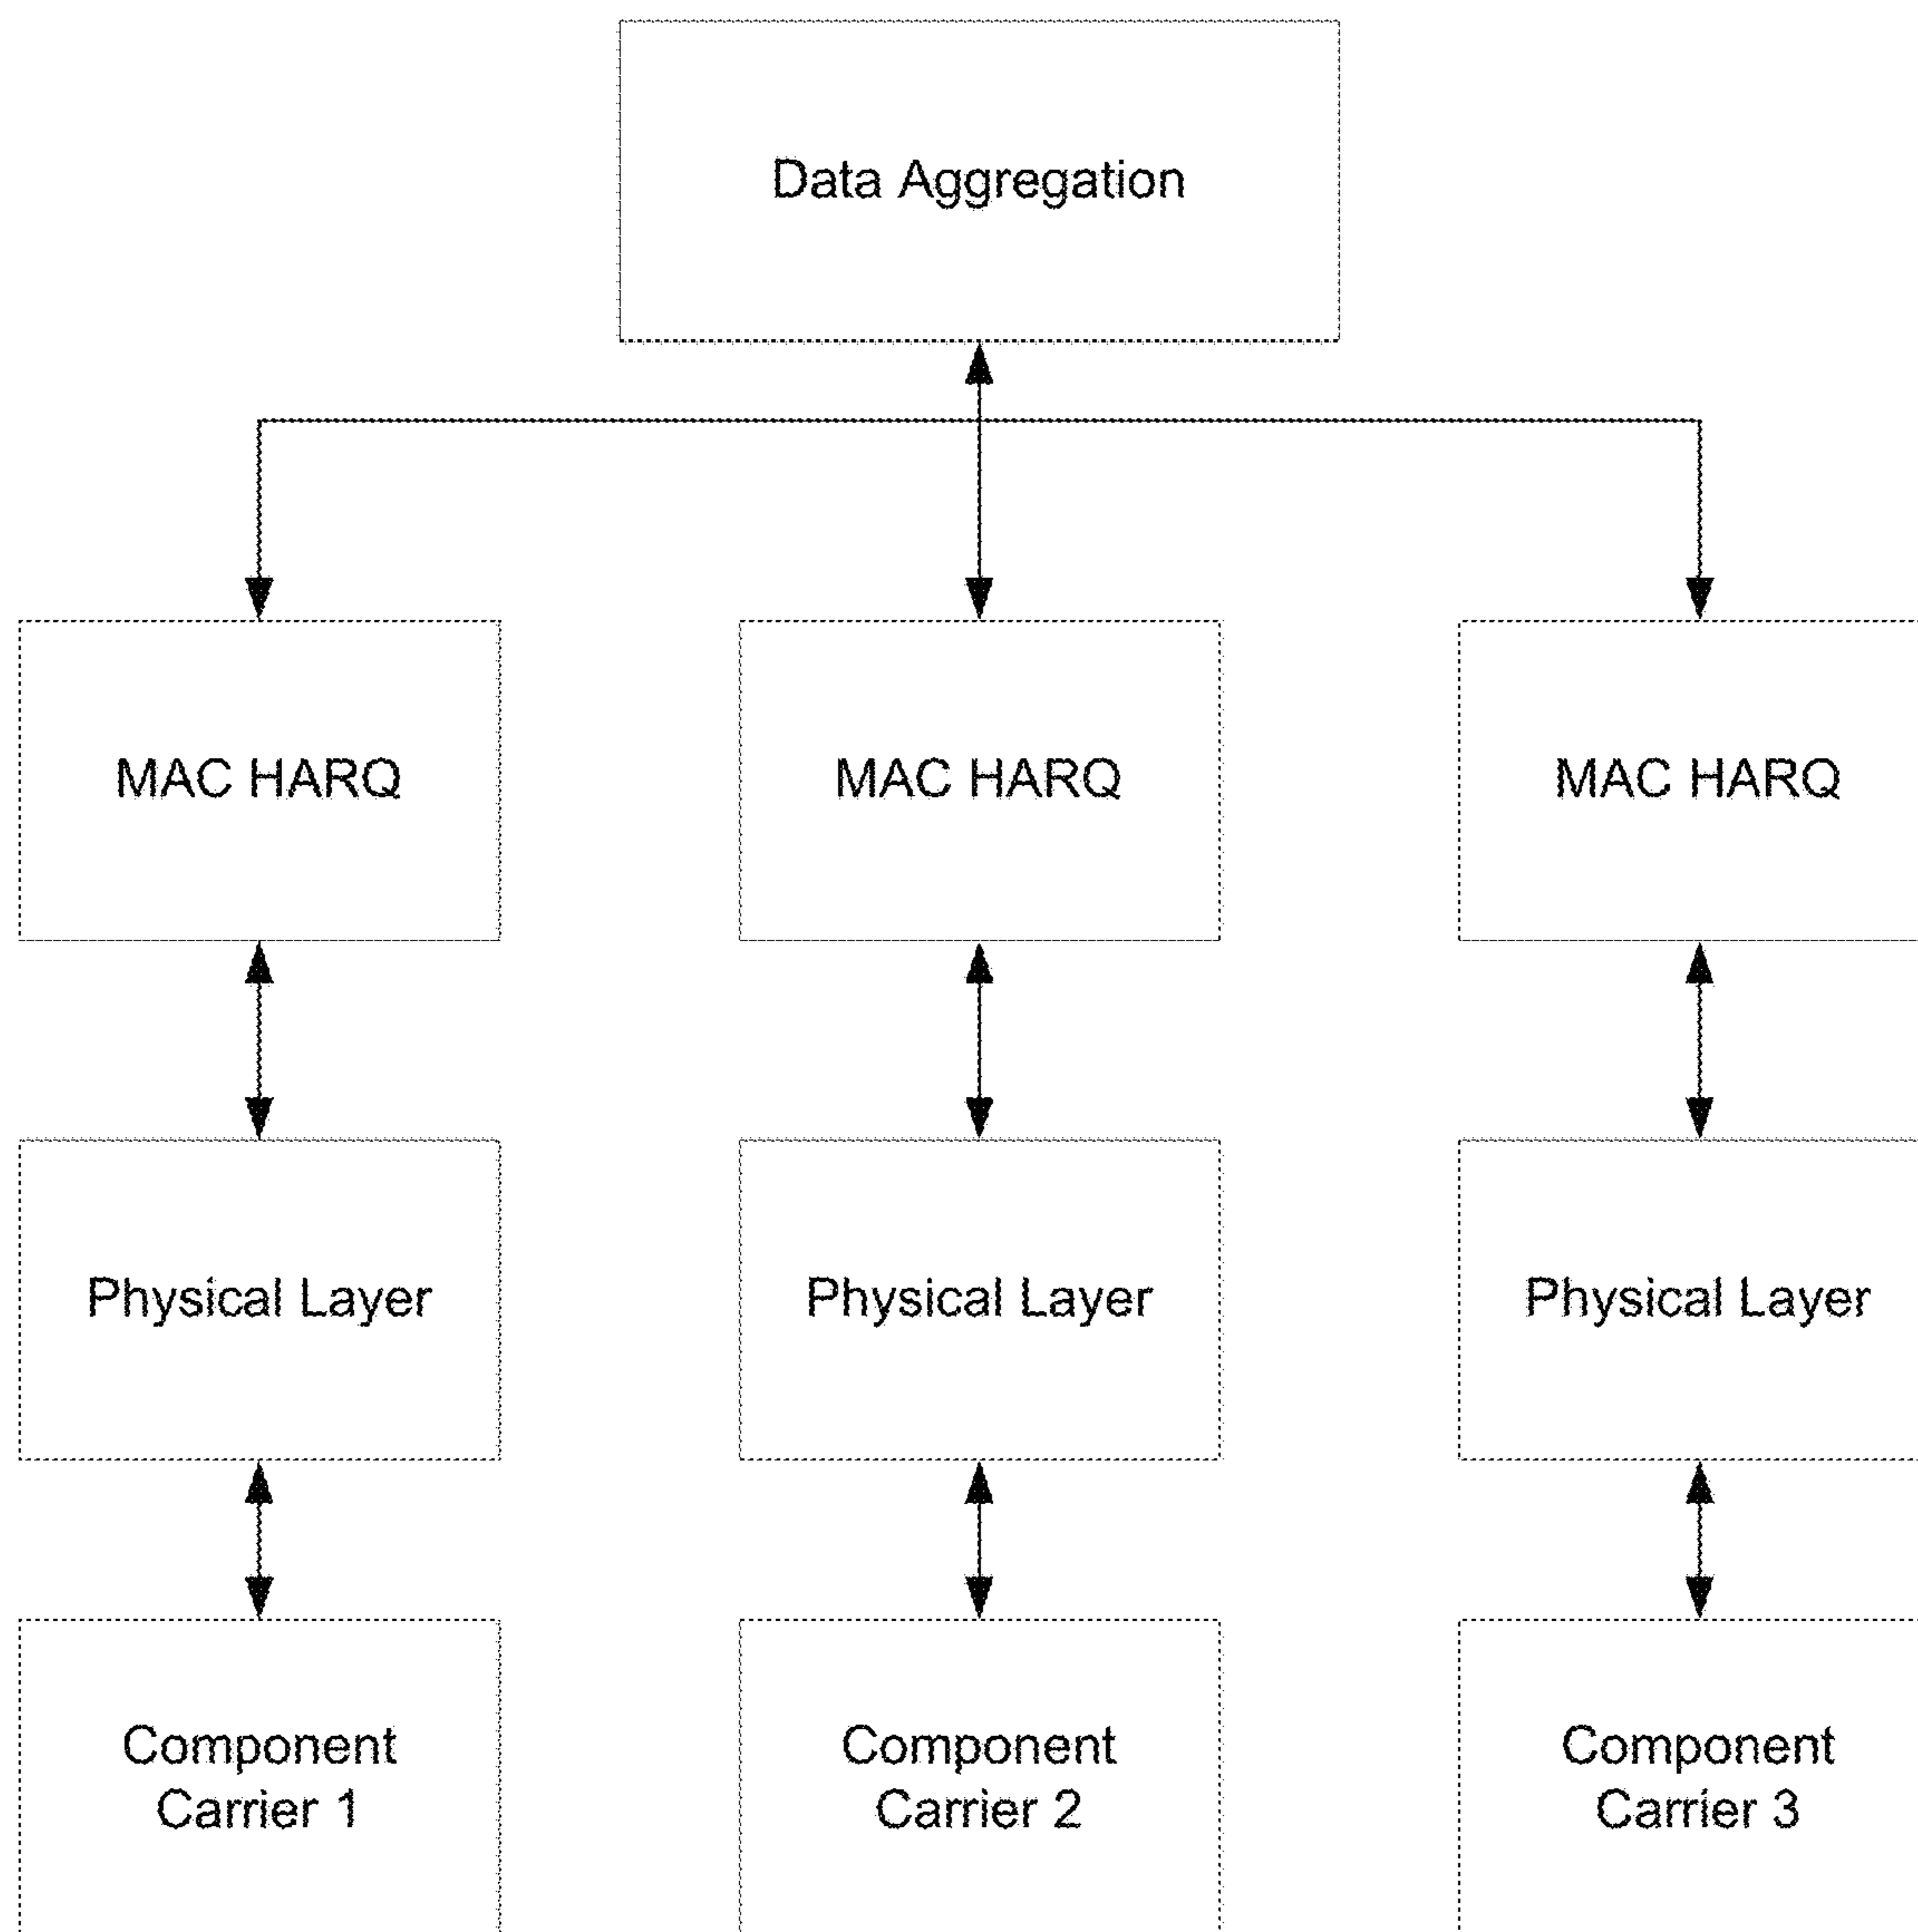 Data Aggregation
MAC HARQ
MAC HARQ
MAC HARQ
Physical Layer
Physical Layer
Physical Layer
Component
Carrier 1
Component
Carrier 2
Component
Carrier 3